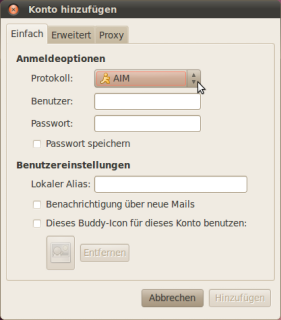 Konto hinzufügen
Einfach Erweitert Proxy
Anmeldeoptionen
Protokoll: AIM
Benutzer:
Passwort:
Passwort speichern
Benutzereinstellungen
Lokaler Alias:
Benachrichtigung über neue Mails
Dieses Buddy-Icon für dieses Konto benutzen:
Entfernen
Abbrechen Hinzufügen